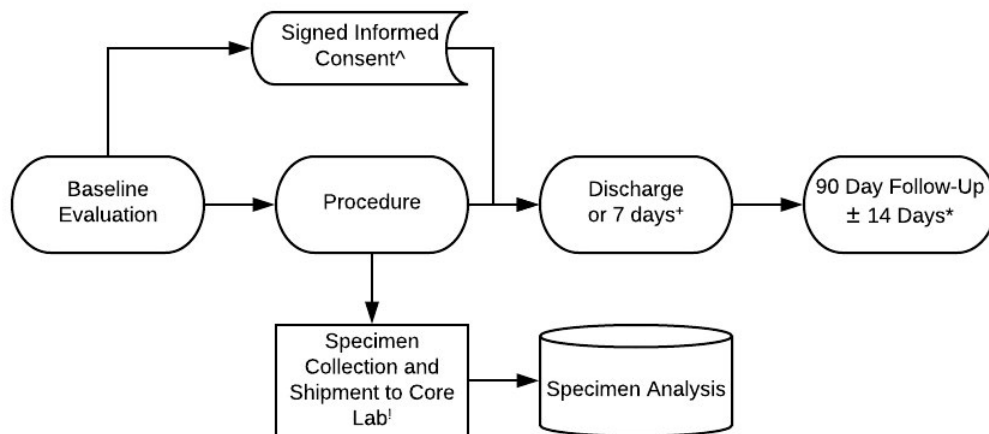 Signed Informed
Consent^
Baseline
Evaluation
Procedure
Discharge
or 7 days⁺
90 Day Follow-Up
± 14 Days*
Specimen
Collection and
Shipment to Core
Lab!
Specimen Analysis